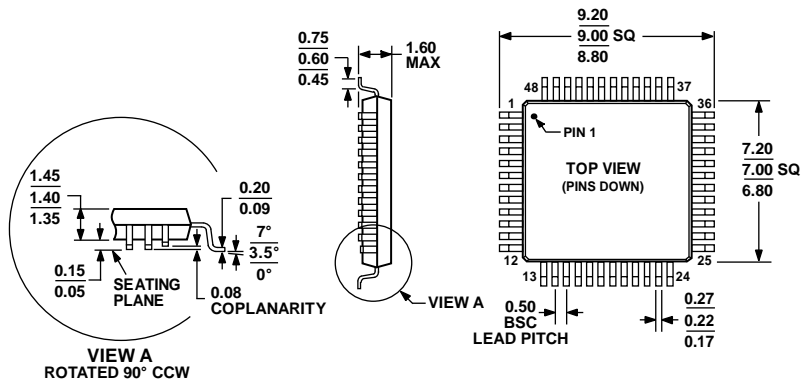 0.75
0.60
0.45
1.60
MAX
9.20
9.00 SQ
8.80
48
37
1
36
PIN 1
TOP VIEW
(PINS DOWN)
7.20
7.00 SQ
6.80
12
25
13
24
1.45
1.40
1.35
0.20
0.09
7°
3.5°
0°
0.15
0.05
SEATING
PLANE
0.08
COPLANARITY
VIEW A
0.50
BSC
LEAD PITCH
0.27
0.22
0.17
VIEW A
ROTATED 90° CCW